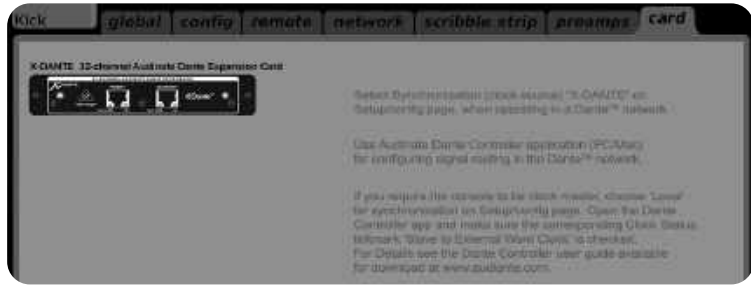 Kick
global config remote network scribble strip preamps card
X-DANTE 32-channel Audinate Dante Expansion Card
Dante™
Select Synchronisation (clock source) "X-DANTE" on
Setup/config page, when operating in a Dante™ network.
Use Audinate Dante Controller application (PC/Mac)
for configuring signal routing in the Dante™ network.
If you require the console to be clock master, choose 'Local'
for synchronisation on Setup/config page. Open the Dante
Controller app and make sure the corresponding Clock Status
tickmark 'Slave to External Word Clock' is checked.
For Details see the Dante Controller user guide available
for download at www.audinate.com.